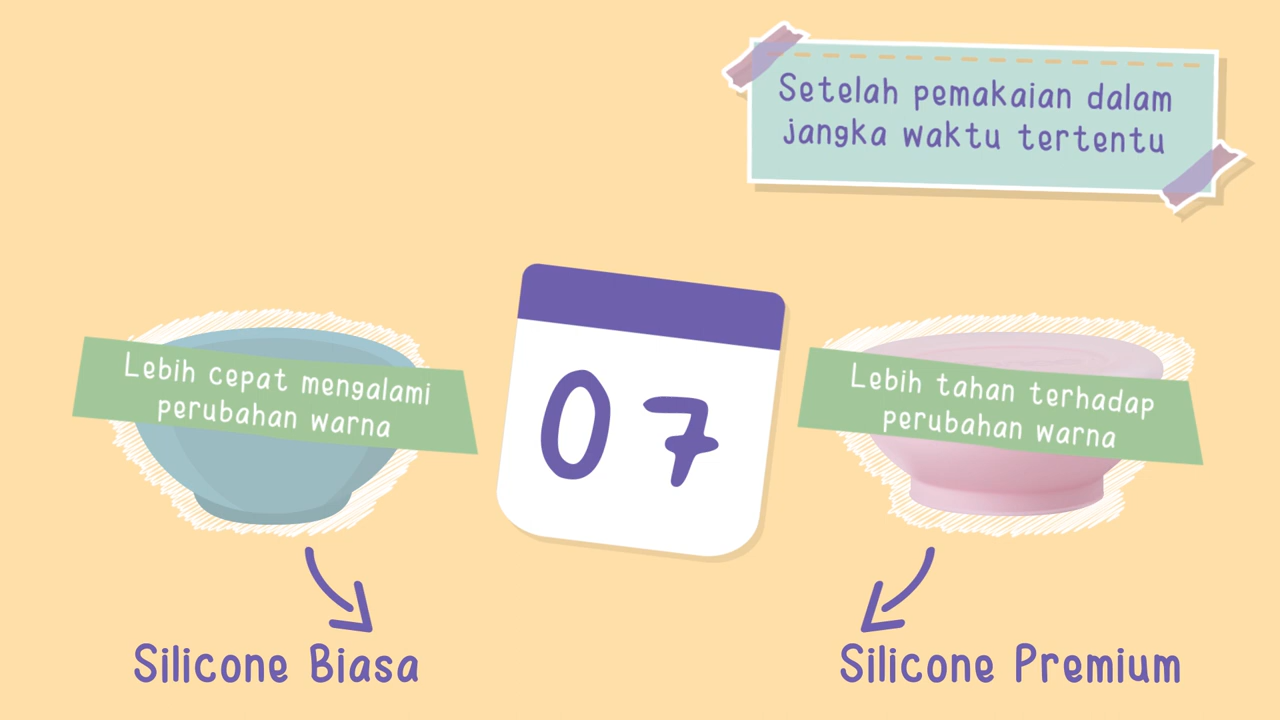 Setelah pemakaian dalam
jangka waktu tertentu
Lebih cepat mengalami
perubahan warna
07
Lebih tahan terhadap
perubahan warna
Silicone Biasa
Silicone Premium